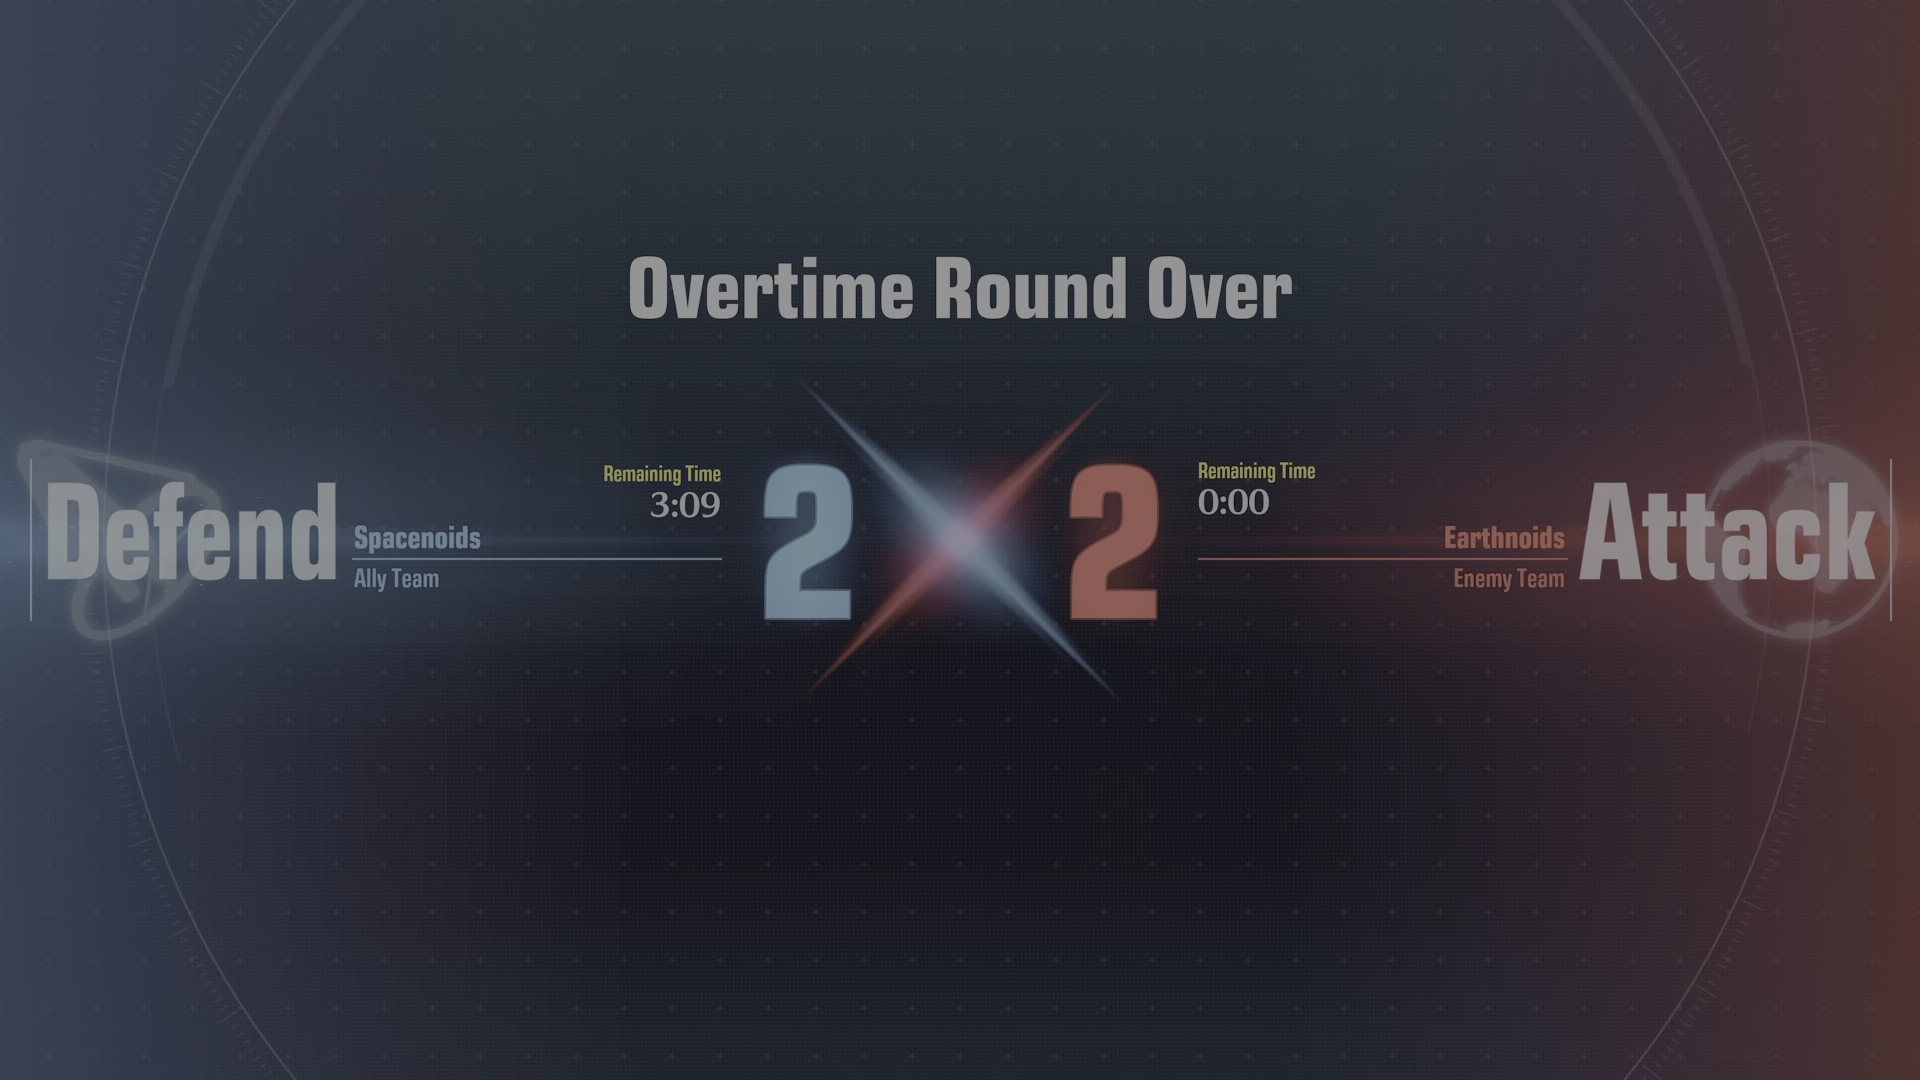 Overtime Round Over
Defend
Spacenoids
Ally Team
Remaining Time
3:09
2
2
Remaining Time
0:00
Earthnoids
Enemy Team
Attack